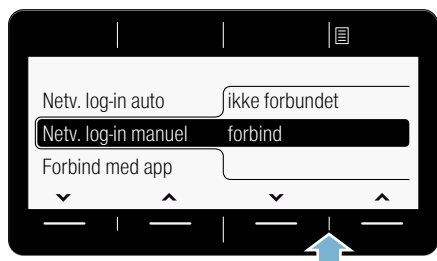 Netv. log-in auto ikke forbundet
Netv. log-in manuel forbind
Forbind med app